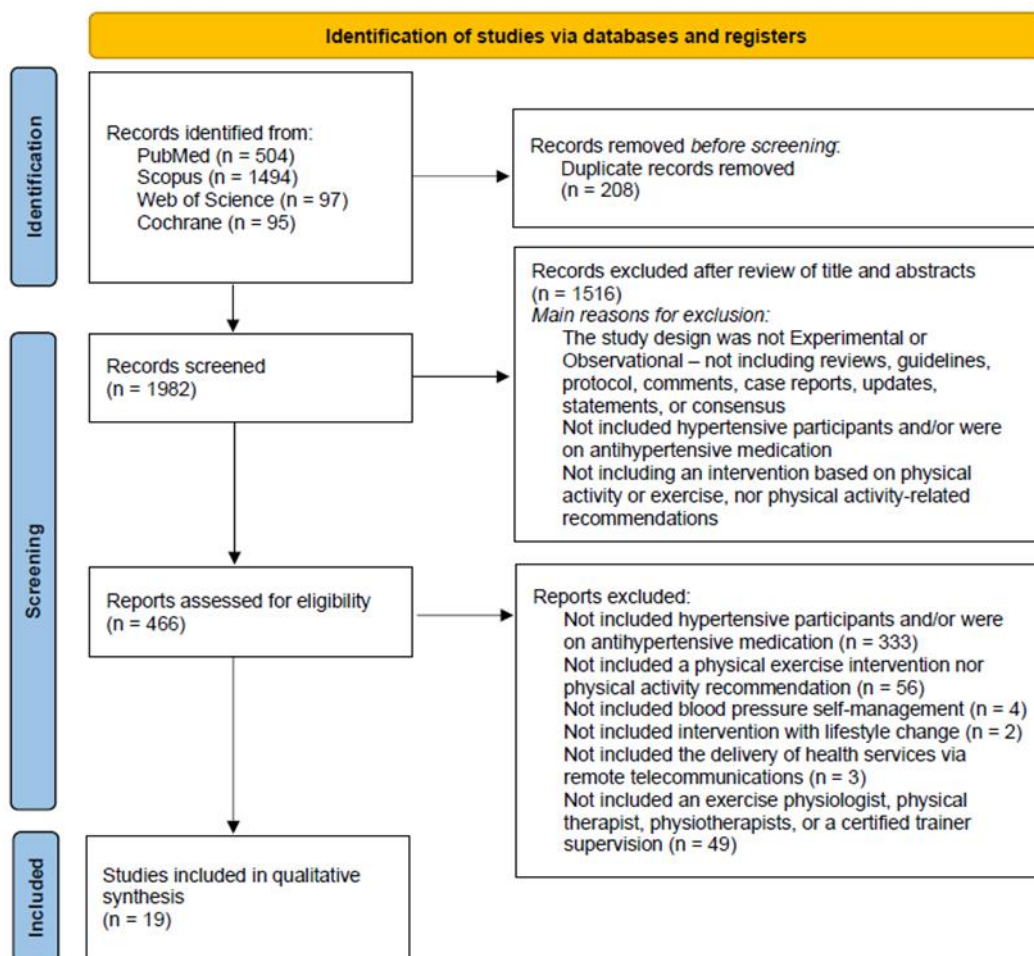 Identification of studies via databases and registers
Identification
Records identified from:
PubMed (n = 504)
Scopus (n = 1494)
Web of Science (n = 97)
Cochrane (n = 95)
Records removed before screening:
Duplicate records removed
(n = 208)
Screening
Records screened
(n = 1982)
Records excluded after review of title and abstracts
(n = 1516)
Main reasons for exclusion:
The study design was not Experimental or
Observational – not including reviews, guidelines,
protocol, comments, case reports, updates,
statements, or consensus
Not included hypertensive participants and/or were
on antihypertensive medication
Not including an intervention based on physical
activity or exercise, nor physical activity-related
recommendations
Reports assessed for eligibility
(n = 466)
Reports excluded:
Not included hypertensive participants and/or were
on antihypertensive medication (n = 333)
Not included a physical exercise intervention nor
physical activity recommendation (n = 56)
Not included blood pressure self-management (n = 4)
Not included intervention with lifestyle change (n = 2)
Not included the delivery of health services via
remote telecommunications (n = 3)
Not included an exercise physiologist, physical
therapist, physiotherapists, or a certified trainer
supervision (n = 49)
Included
Studies included in qualitative
synthesis
(n = 19)